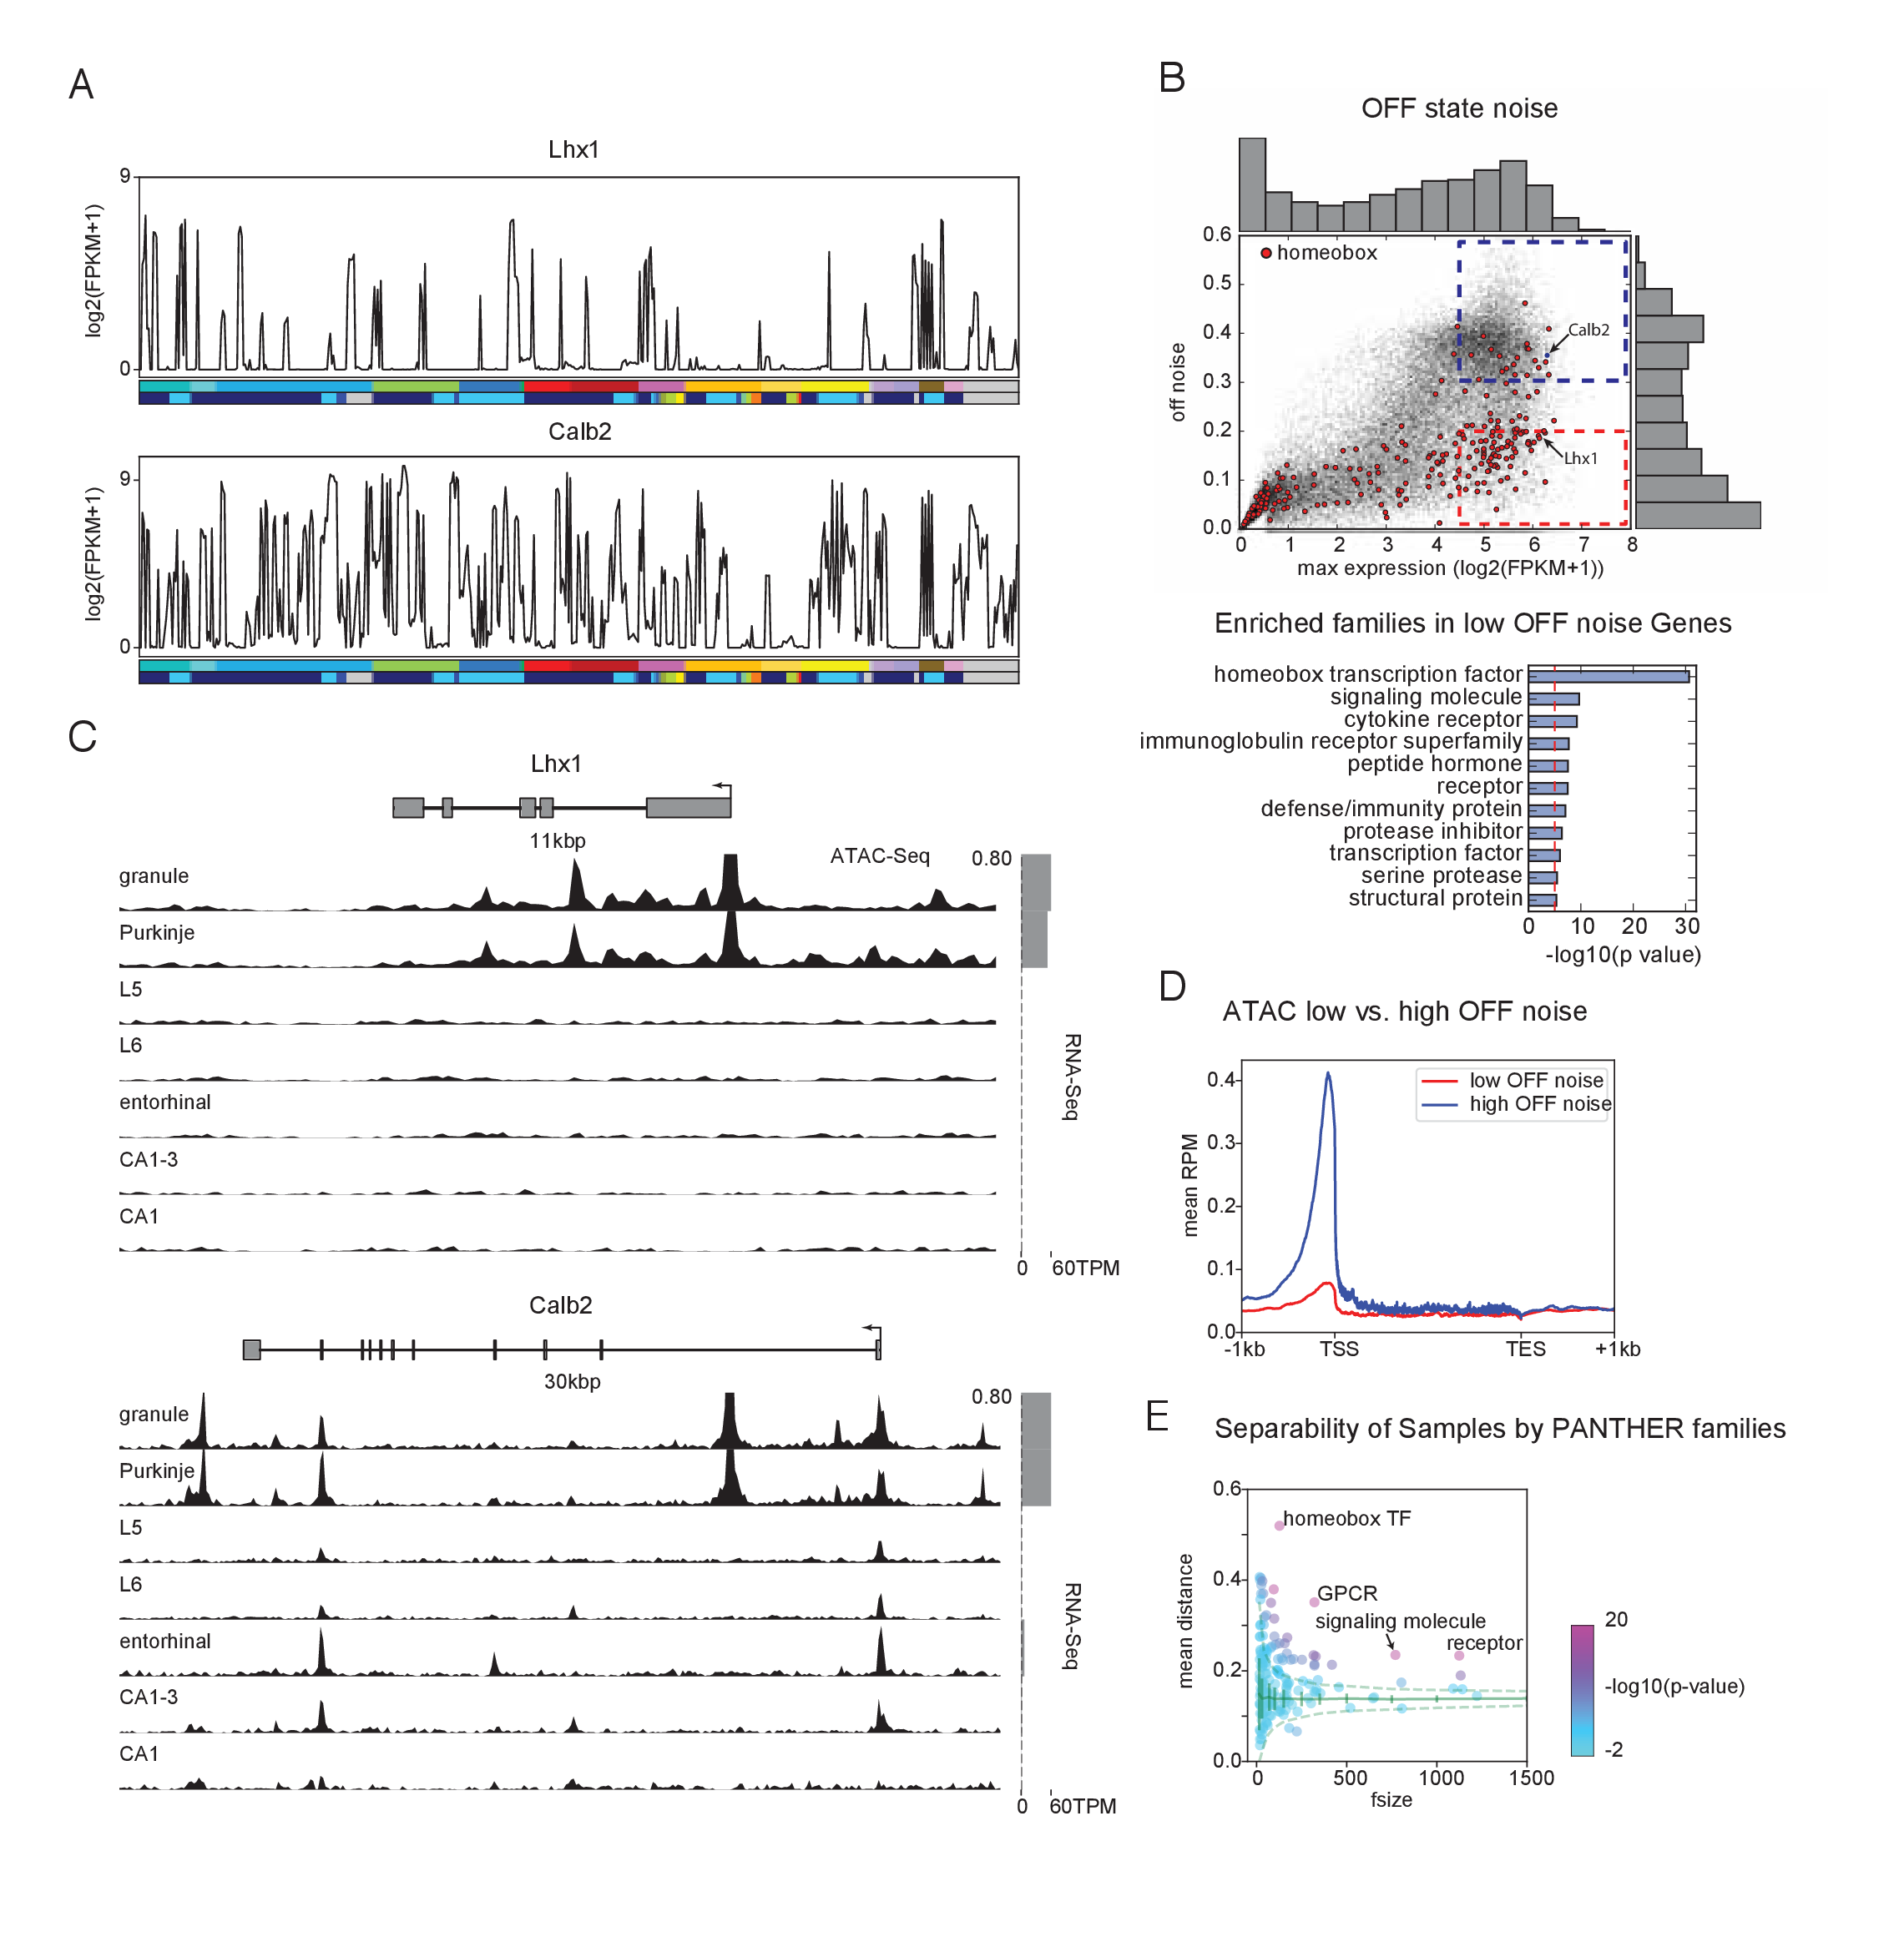 A
Lhx1
9
log2(FPKM+1)
0
Calb2
9
log2(FPKM+1)
0
B
OFF state noise
0.6
0.5
0.4
0.3
0.2
0.1
0.0
off noise
homeobox
Calb2
Lhx1
0 1 2 3 4 5 6 7 8
max expression (log2(FPKM+1))
Enriched families in low OFF noise Genes
homeobox transcription factor
signaling molecule
cytokine receptor
immunoglobulin receptor superfamily
peptide hormone
receptor
defense/immunity protein
protease inhibitor
transcription factor
serine protease
structural protein
0 10 20 30
-log10(p value)
C
Lhx1
11kbp
ATAC-Seq
0.80
granule
Purkinje
L5
L6
entorhinal
CA1-3
CA1
RNA-Seq
0 60TPM
Calb2
30kbp
0.80
granule
Purkinje
L5
L6
entorhinal
CA1-3
CA1
RNA-Seq
0 60TPM
D
ATAC low vs. high OFF noise
0.4
0.3
0.2
0.1
0.0
mean RPM
low OFF noise
high OFF noise
-1kb TSS TES +1kb
E
Separability of Samples by PANTHER families
0.6
0.4
0.2
0.0
mean distance
homeobox TF
GPCR
signaling molecule
receptor
0 500 1000 1500
fsize
20
-log10(p-value)
-2